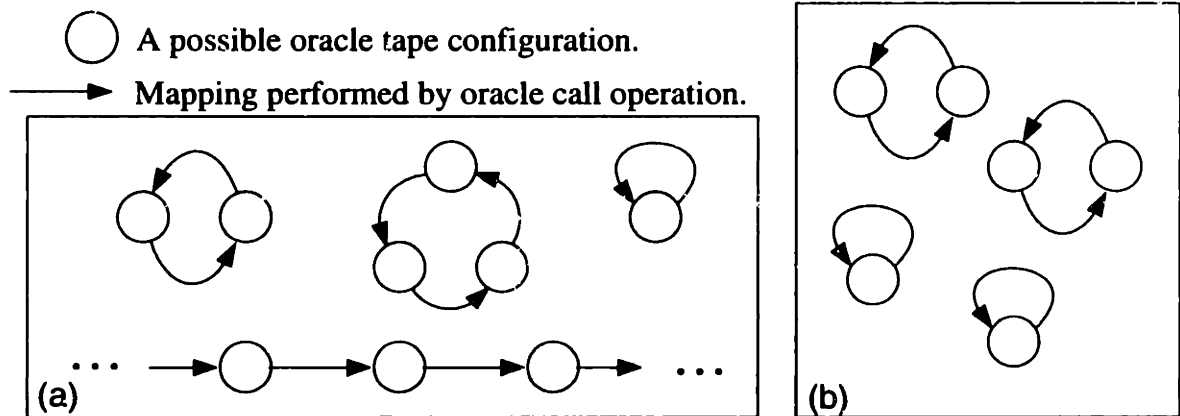 A possible oracle tape configuration.
Mapping performed by oracle call operation.
(a)
(b)